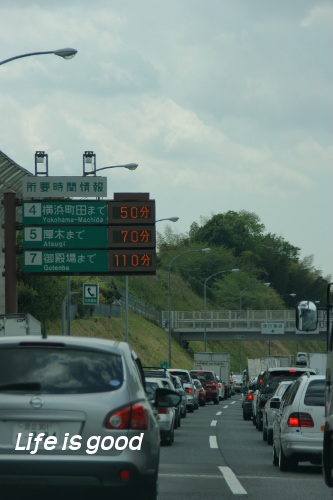 所要時間情報
4 横浜町田まで 50分
Yokohama-Machida
5 厚木まで 70分
Atsugi
7 御殿場まで 110分
Gotenba
Life is good